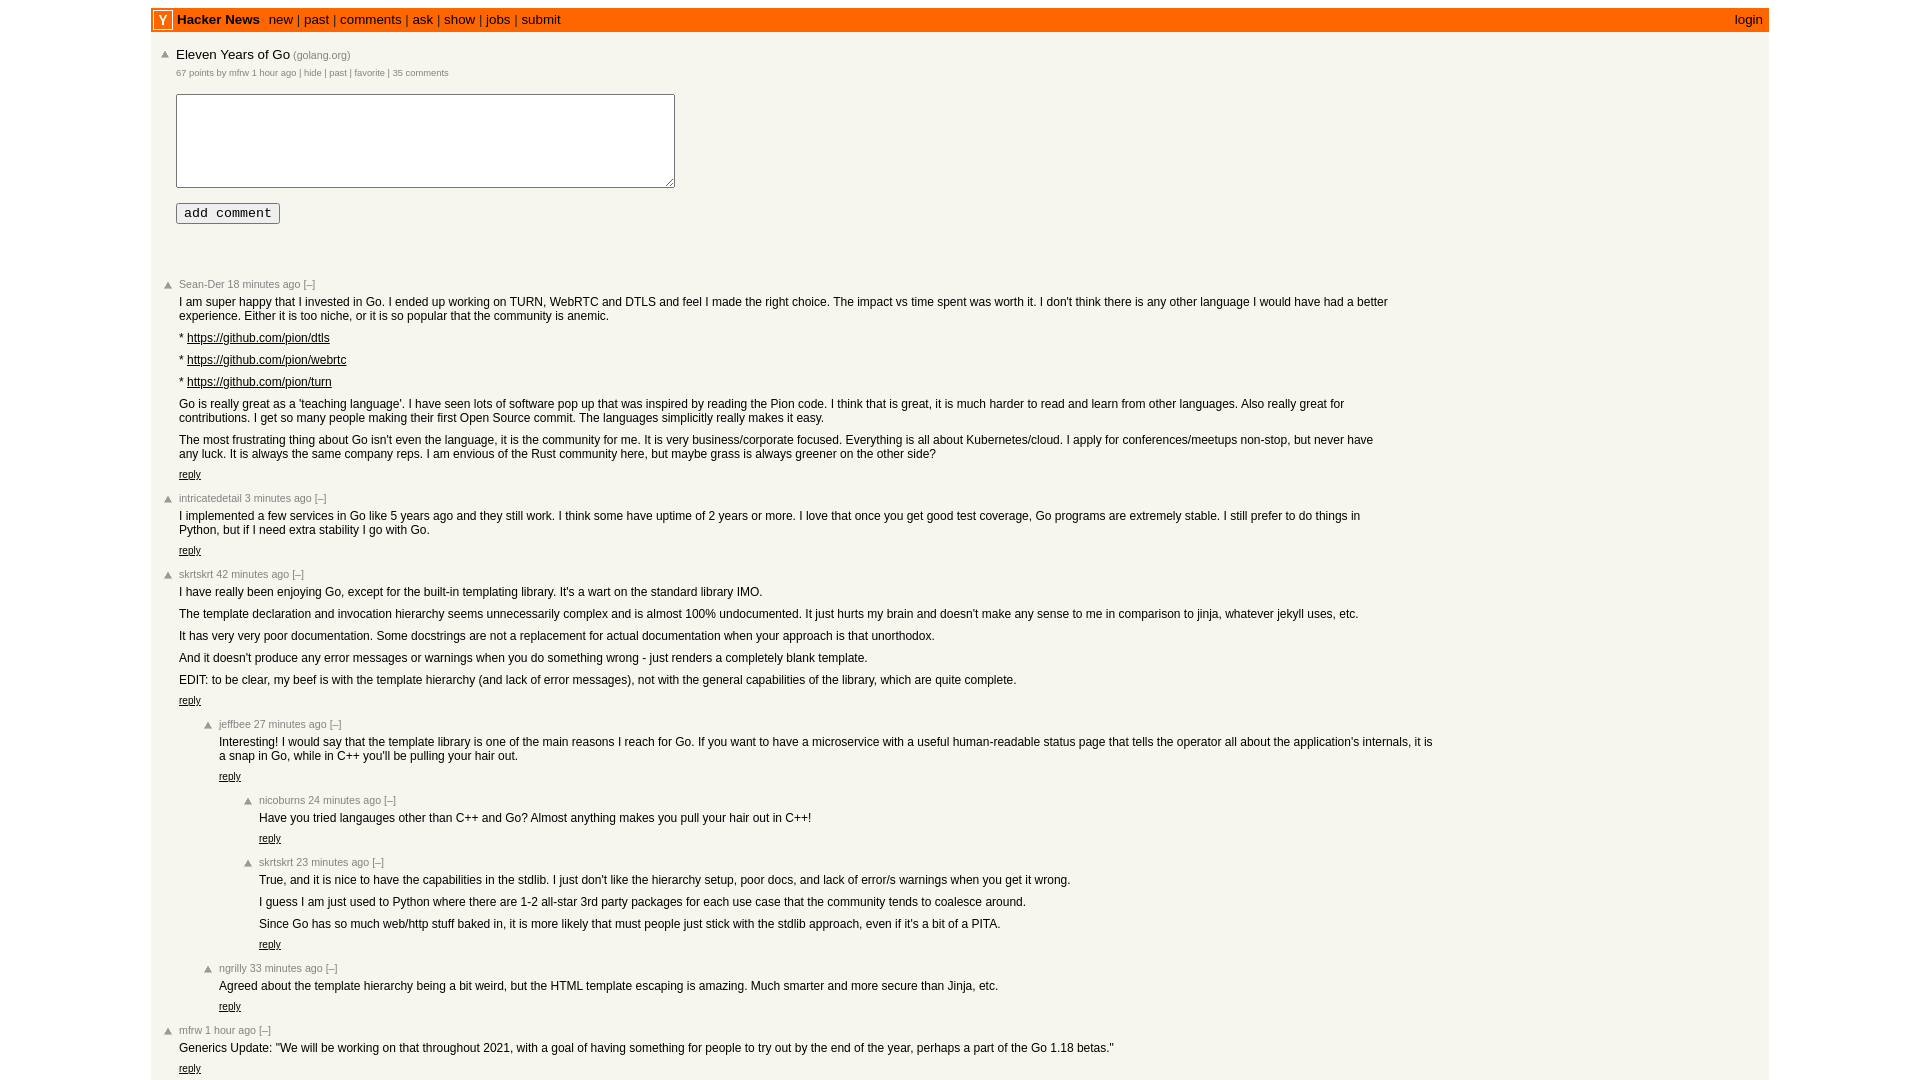 Y Hacker News new | past | comments | ask | show | jobs | submit login
Eleven Years of Go (golang.org)
67 points by mfrw 1 hour ago | hide | past | favorite | 35 comments
add comment
Sean-Der 18 minutes ago [–]
I am super happy that I invested in Go. I ended up working on TURN, WebRTC and DTLS and feel I made the right choice. The impact vs time spent was worth it. I don't think there is any other language I would have had a better
experience. Either it is too niche, or it is so popular that the community is anemic.
* https://github.com/pion/dtls
* https://github.com/pion/webrtc
* https://github.com/pion/turn
Go is really great as a 'teaching language'. I have seen lots of software pop up that was inspired by reading the Pion code. I think that is great, it is much harder to read and learn from other languages. Also really great for
contributions. I get so many people making their first Open Source commit. The languages simplicitly really makes it easy.
The most frustrating thing about Go isn't even the language, it is the community for me. It is very business/corporate focused. Everything is all about Kubernetes/cloud. I apply for conferences/meetups non-stop, but never have
any luck. It is always the same company reps. I am envious of the Rust community here, but maybe grass is always greener on the other side?
reply
intricatedetail 3 minutes ago [–]
I implemented a few services in Go like 5 years ago and they still work. I think some have uptime of 2 years or more. I love that once you get good test coverage, Go programs are extremely stable. I still prefer to do things in
Python, but if I need extra stability I go with Go.
reply
skrtskrt 42 minutes ago [–]
I have really been enjoying Go, except for the built-in templating library. It's a wart on the standard library IMO.
The template declaration and invocation hierarchy seems unnecessarily complex and is almost 100% undocumented. It just hurts my brain and doesn't make any sense to me in comparison to jinja, whatever jekyll uses, etc.
It has very very poor documentation. Some docstrings are not a replacement for actual documentation when your approach is that unorthodox.
And it doesn't produce any error messages or warnings when you do something wrong - just renders a completely blank template.
EDIT: to be clear, my beef is with the template hierarchy (and lack of error messages), not with the general capabilities of the library, which are quite complete.
reply
jeffbee 27 minutes ago [–]
Interesting! I would say that the template library is one of the main reasons I reach for Go. If you want to have a microservice with a useful human-readable status page that tells the operator all about the application's internals, it is
a snap in Go, while in C++ you'll be pulling your hair out.
reply
nicoburns 24 minutes ago [–]
Have you tried langauges other than C++ and Go? Almost anything makes you pull your hair out in C++!
reply
skrtskrt 23 minutes ago [–]
True, and it is nice to have the capabilities in the stdlib. I just don't like the hierarchy setup, poor docs, and lack of error/s warnings when you get it wrong.
I guess I am just used to Python where there are 1-2 all-star 3rd party packages for each use case that the community tends to coalesce around.
Since Go has so much web/http stuff baked in, it is more likely that must people just stick with the stdlib approach, even if it's a bit of a PITA.
reply
ngrilly 33 minutes ago [–]
Agreed about the template hierarchy being a bit weird, but the HTML template escaping is amazing. Much smarter and more secure than Jinja, etc.
reply
mfrw 1 hour ago [–]
Generics Update: "We will be working on that throughout 2021, with a goal of having something for people to try out by the end of the year, perhaps a part of the Go 1.18 betas."
reply